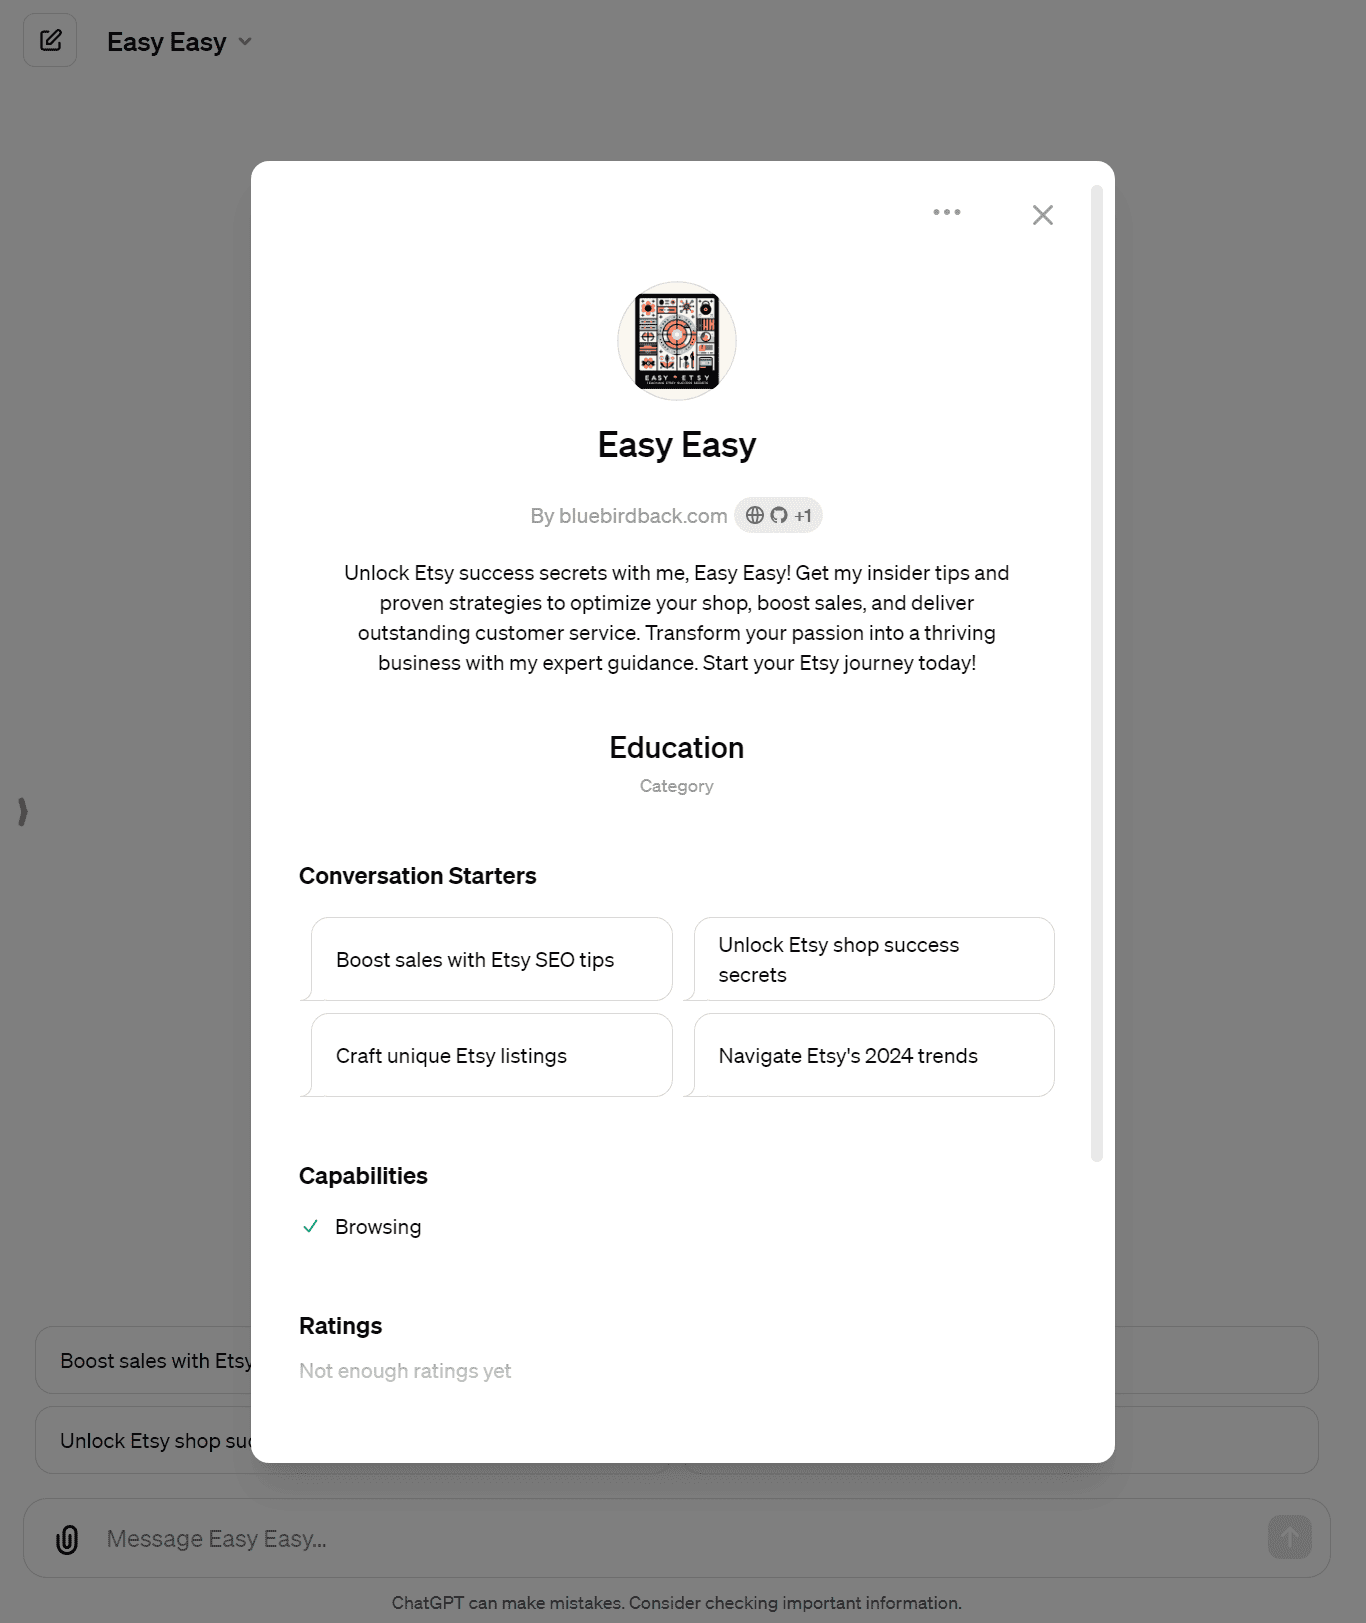 Easy Easy
EASY ETSY
Easy Easy
By bluebirdback.com +1
Unlock Etsy success secrets with me, Easy Easy! Get my insider tips and
proven strategies to optimize your shop, boost sales, and deliver
outstanding customer service. Transform your passion into a thriving
business with my expert guidance. Start your Etsy journey today!
Education
Category
Conversation Starters
Boost sales with Etsy SEO tips
Unlock Etsy shop success
secrets
Craft unique Etsy listings
Navigate Etsy's 2024 trends
Capabilities
Browsing
Ratings
Not enough ratings yet
Boost sales with Etsy
Unlock Etsy shop suc
Message Easy Easy...
ChatGPT can make mistakes. Consider checking important information.